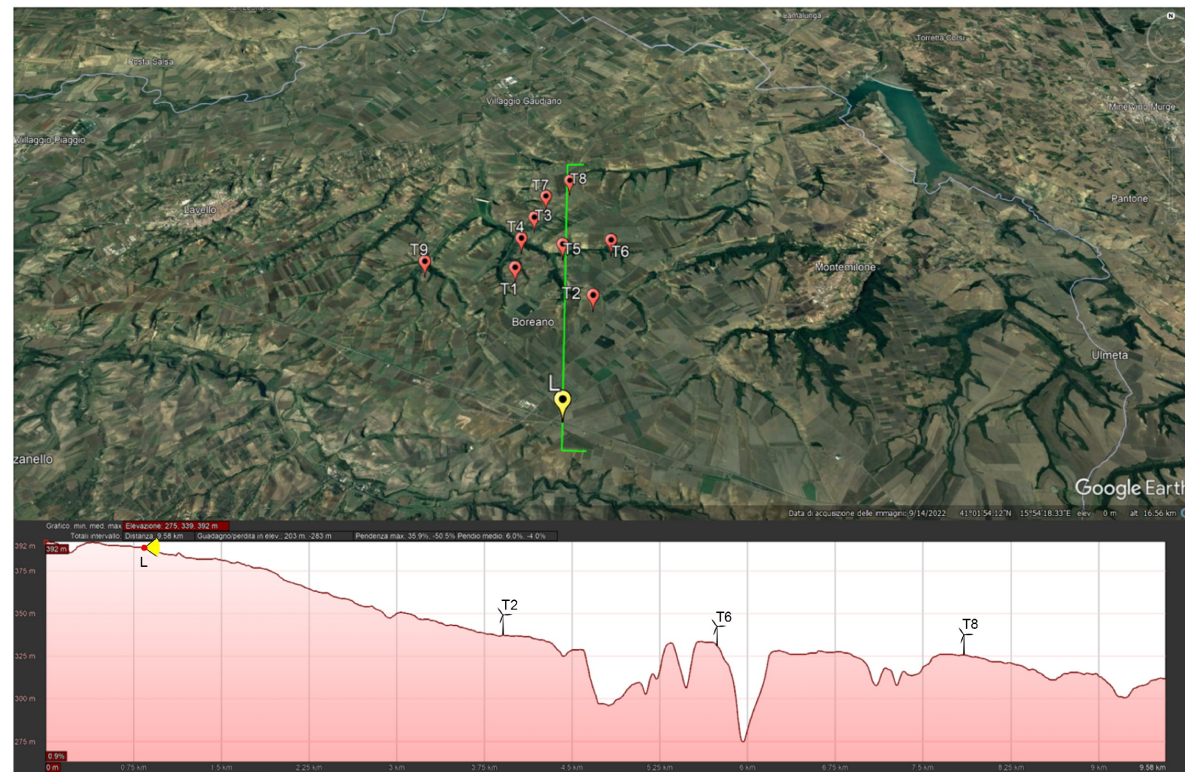 Lamalunga
N
Torretta Corsi
Posta Salsa
Villaggio Gaudiano
Minervino Murge
Villaggio Piaggio
T7
T8
Lavello
Pantone
T3
T4
T9
T5
T6
Montemilone
T1
T2
Boreano
Ulmeta
L
zanello
Google Earth
Data di acquisizione delle immagini: 9/14/2022 41°01'54.12"N 15°54'18.33"E elev 0 m alt 16.56 km
Grafico: min, med, max Elevazione: 275, 339, 392 m
Totali intervallo: Distanza: 9.58 km Guadagno/perdita in elev.: 203 m, -283 m Pendenza max: 35.9%, -50.5% Pendio medio: 6.0%, -4.0%
392 m
392 m
L
375 m
T2
350 m
T6
T8
325 m
300 m
275 m
0.9%
0 m 0.75 km 1.5 km 2.25 km 3 km 3.75 km 4.5 km 5.25 km 6 km 6.75 km 7.5 km 8.25 km 9 km 9.58 km